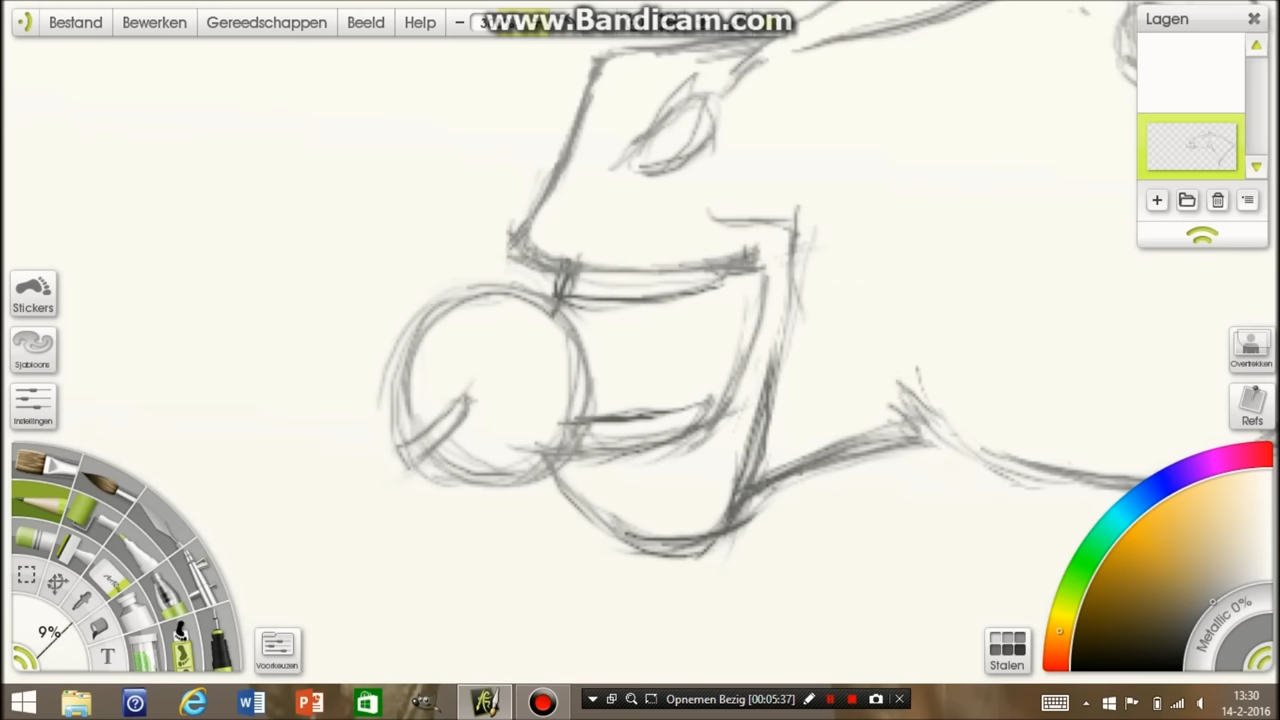 Bestand Bewerken Gereedschappen Beeld Help
www.Bandicam.com
Lagen
Stickers
Sjabloons
Instellingen
Overtrekken
Refs
9%
T
Voorkeuzen
Stalen
Metallic 0%
Opnemen Bezig [00:05:37]
13:30
14-2-2016